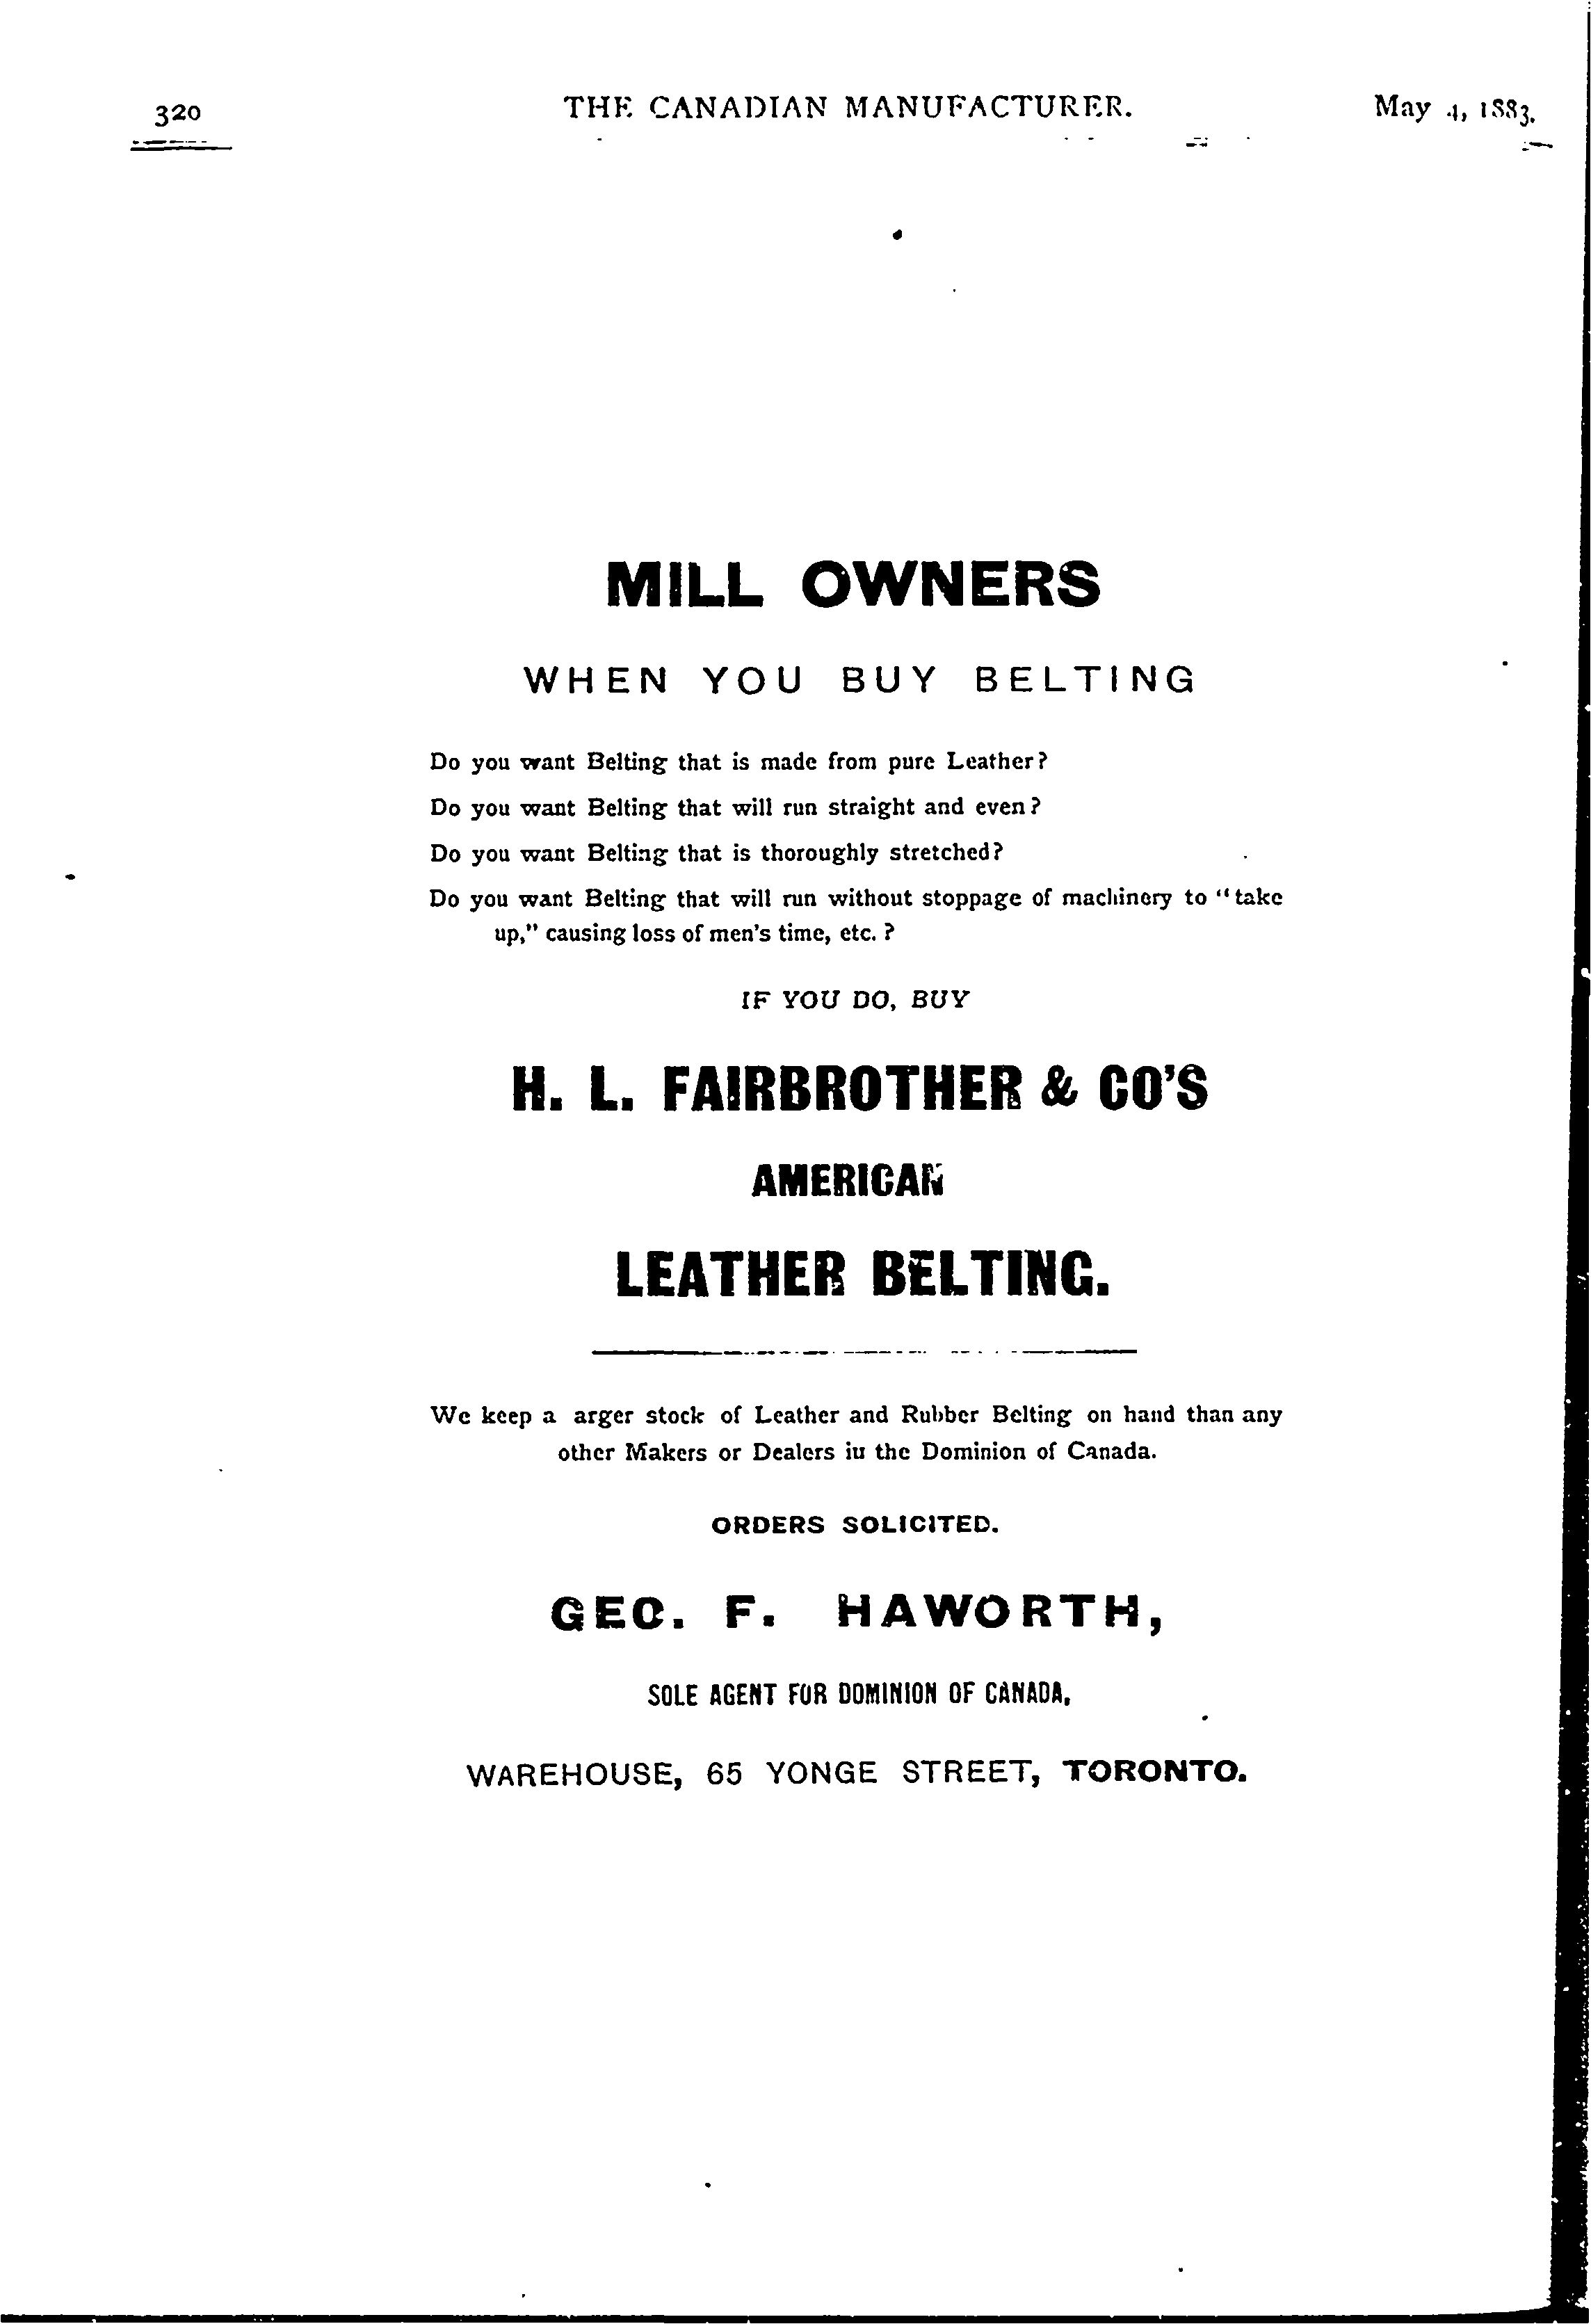 320
THE CANADIAN MANUFACTURER.
May 4, 1883.
MILL OWNERS
WHEN YOU BUY BELTING
Do you want Belting that is made from pure Leather?
Do you want Belting that will run straight and even?
Do you want Belting that is thoroughly stretched?
Do you want Belting that will run without stoppage of machinery to "take
up," causing loss of men's time, etc. ?
IF YOU DO, BUY
H. L. FAIRBROTHER & CO'S
AMERICAN
LEATHER BELTING.
We keep a arger stock of Leather and Rubber Belting on hand than any
other Makers or Dealers in the Dominion of Canada.
ORDERS SOLICITED.
GEO. F. HAWORTH,
SOLE AGENT FOR DOMINION OF CANADA,
WAREHOUSE, 65 YONGE STREET, TORONTO.